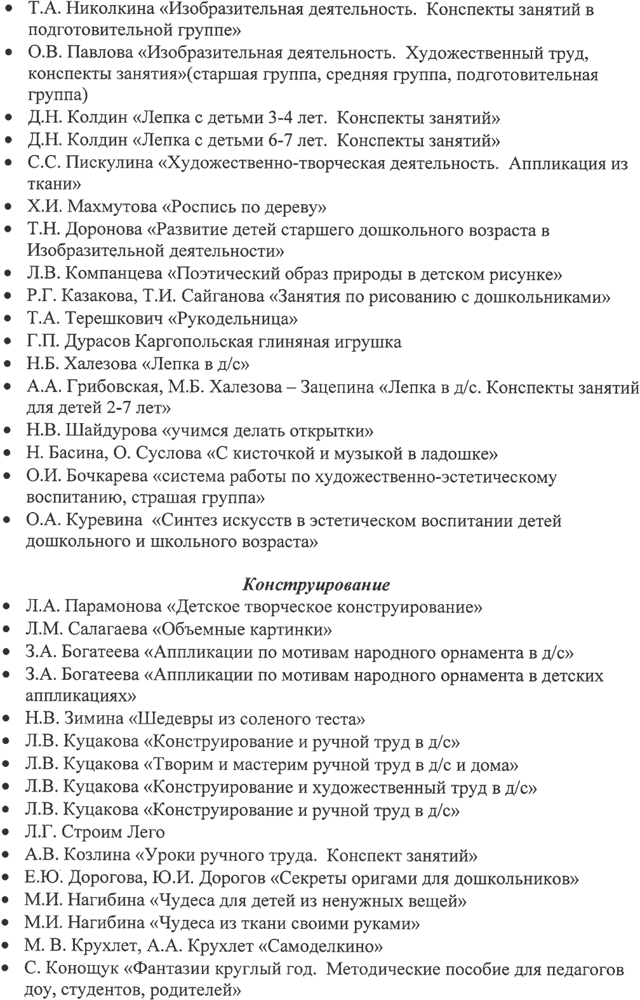 • Т.А. Николкина «Изобразительная деятельность.  Конспекты занятий в
подготовительной группе»
• О.В. Павлова «Изобразительная деятельность.  Художественный труд,
конспекты занятия»(старшая группа, средняя группа, подготовительная
группа)
• Д.Н. Колдин «Лепка с детьми 3-4 лет.  Конспекты занятий»
• Д.Н. Колдин «Лепка с детьми 6-7 лет.  Конспекты занятий»
• С.С. Пискулина «Художественно-творческая деятельность.  Аппликация из
ткани»
• Х.И. Махмутова «Роспись по дереву»
• Т.Н. Доронова «Развитие детей старшего дошкольного возраста в
Изобразительной деятельности»
• Л.В. Компанцева «Поэтический образ природы в детском рисунке»
• Р.Г. Казакова, Т.И. Сайганова «Занятия по рисованию с дошкольниками»
• Т.А. Терешкович «Рукодельница»
• Г.П. Дурасов Каргопольская глиняная игрушка
• Н.Б. Халезова «Лепка в д/с»
• А.А. Грибовская, М.Б. Халезова – Зацепина «Лепка в д/с. Конспекты занятий
для детей 2-7 лет»
• Н.В. Шайдурова «учимся делать открытки»
• Н. Басина, О. Суслова «С кисточкой и музыкой в ладошке»
• О.И. Бочкарева «система работы по художественно-эстетическому
воспитанию, страшая группа»
• О.А. Куревина  «Синтез искусств в эстетическом воспитании детей
дошкольного и школьного возраста»
Конструирование
• Л.А. Парамонова «Детское творческое конструирование»
• Л.М. Салагаева «Объемные картинки»
• З.А. Богатеева «Аппликации по мотивам народного орнамента в д/с»
• З.А. Богатеева «Аппликации по мотивам народного орнамента в детских
аппликациях»
• Н.В. Зимина «Шедевры из соленого теста»
• Л.В. Куцакова «Конструирование и ручной труд в д/с»
• Л.В. Куцакова «Творим и мастерим ручной труд в д/с и дома»
• Л.В. Куцакова «Конструирование и художественный труд в д/с»
• Л.В. Куцакова «Конструирование и ручной труд в д/с»
• Л.Г. Строим Лего
• А.В. Козлина «Уроки ручного труда.  Конспект занятий»
• Е.Ю. Дорогова, Ю.И. Дорогов «Секреты оригами для дошкольников»
• М.И. Нагибина «Чудеса для детей из ненужных вещей»
• М.И. Нагибина «Чудеса из ткани своими руками»
• М. В. Крухлет, А.А. Крухлет «Самоделкино»
• С. Конощук «Фантазии круглый год.  Методические пособие для педагогов
доу, студентов, родителей»